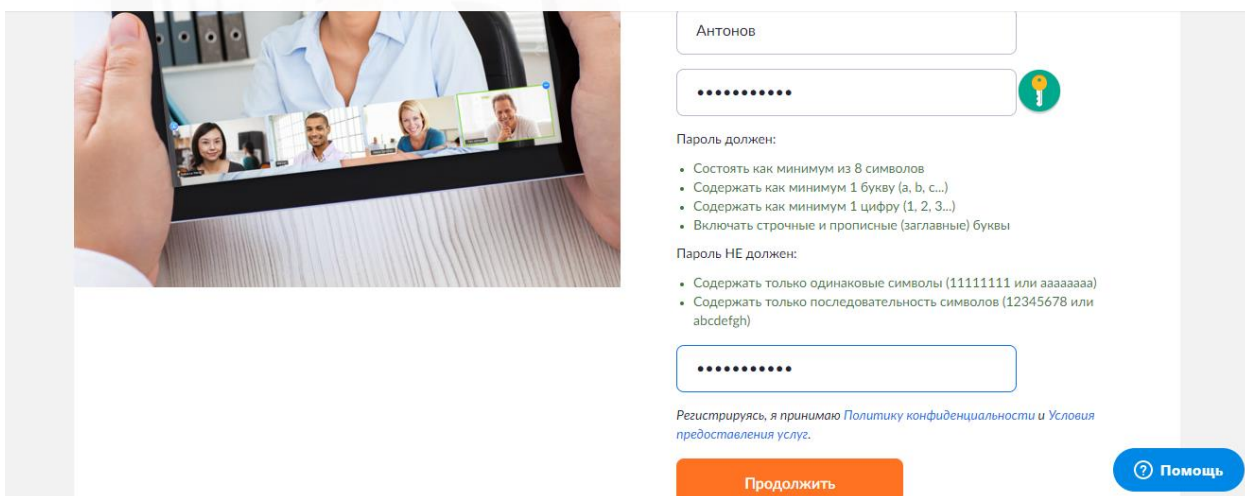 Антонов
•••••••••••
Пароль должен:
• Состоять как минимум из 8 символов
• Содержать как минимум 1 букву (a, b, c...)
• Содержать как минимум 1 цифру (1, 2, 3...)
• Включать строчные и прописные (заглавные) буквы
Пароль НЕ должен:
• Содержать только одинаковые символы (11111111 или aaaaaaaa)
• Содержать только последовательность символов (12345678 или
abcdefgh)
•••••••••••
Регистрируясь, я принимаю Политику конфиденциальности и Условия
предоставления услуг.
Продолжить
Помощь